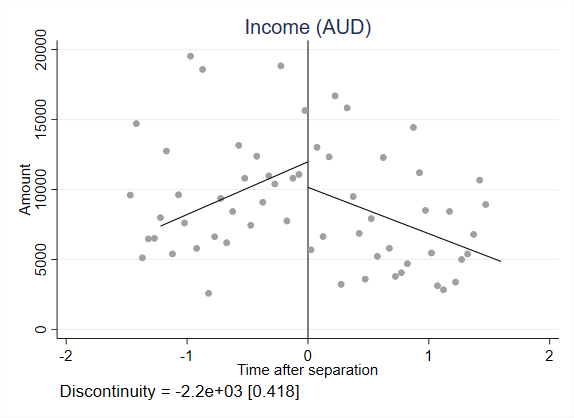 Income (AUD)
20000
15000
10000
5000
0
Amount
-2 -1 0 1 2
Time after separation
Discontinuity = -2.2e+03 [0.418]